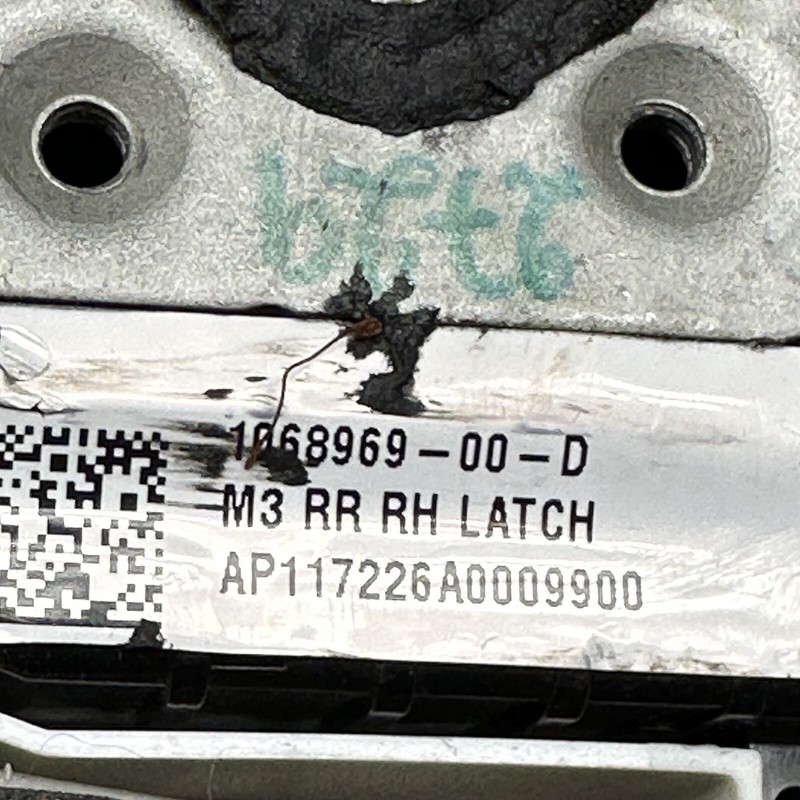 1068969-00-D
M3 RR RH LATCH
AP117226A0009900